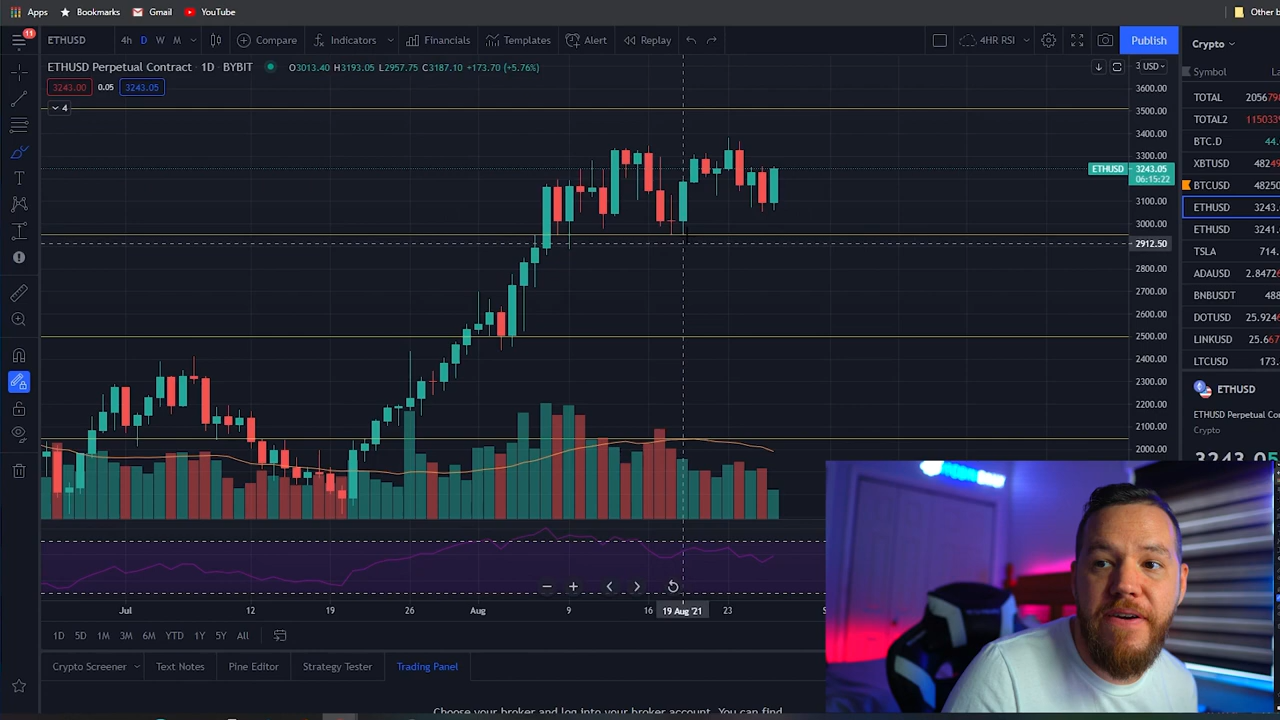 Apps Bookmarks Gmail YouTube Other b
11 ETHUSD 4h D W M Compare Indicators Financials Templates Alert Replay 4HR RSI Publish Crypto
ETHUSD Perpetual Contract · 1D · BYBIT O3013.40 H3193.05 L2957.75 C3187.10 +173.70 (+5.76%)
3243.00 0.05 3243.05
4
3 USD
3600.00
3500.00
3400.00
3300.00
ETHUSD 3243.05
06:15:22
3100.00
3000.00
2912.50
2800.00
2700.00
2600.00
2500.00
2400.00
2300.00
2200.00
2100.00
2000.00
Symbol La
TOTAL 205679
TOTAL2 1150339
BTC.D 44.
XBTUSD 48249
BTCUSD 48250
ETHUSD 3243.
ETHUSD 3241.
TSLA 714.
ADAUSD 2.8472
BNBUSDT 488
DOTUSD 25.924
LINKUSD 25.667
LTCUSD 173.
ETHUSD
ETHUSD Perpetual Contract
Crypto
3243.05
Jul 12 19 26 Aug 9 16 19 Aug '21 23 S
1D 5D 1M 3M 6M YTD 1Y 5Y All
Crypto Screener Text Notes Pine Editor Strategy Tester Trading Panel
Choose your broker and log into your broker account. You can find